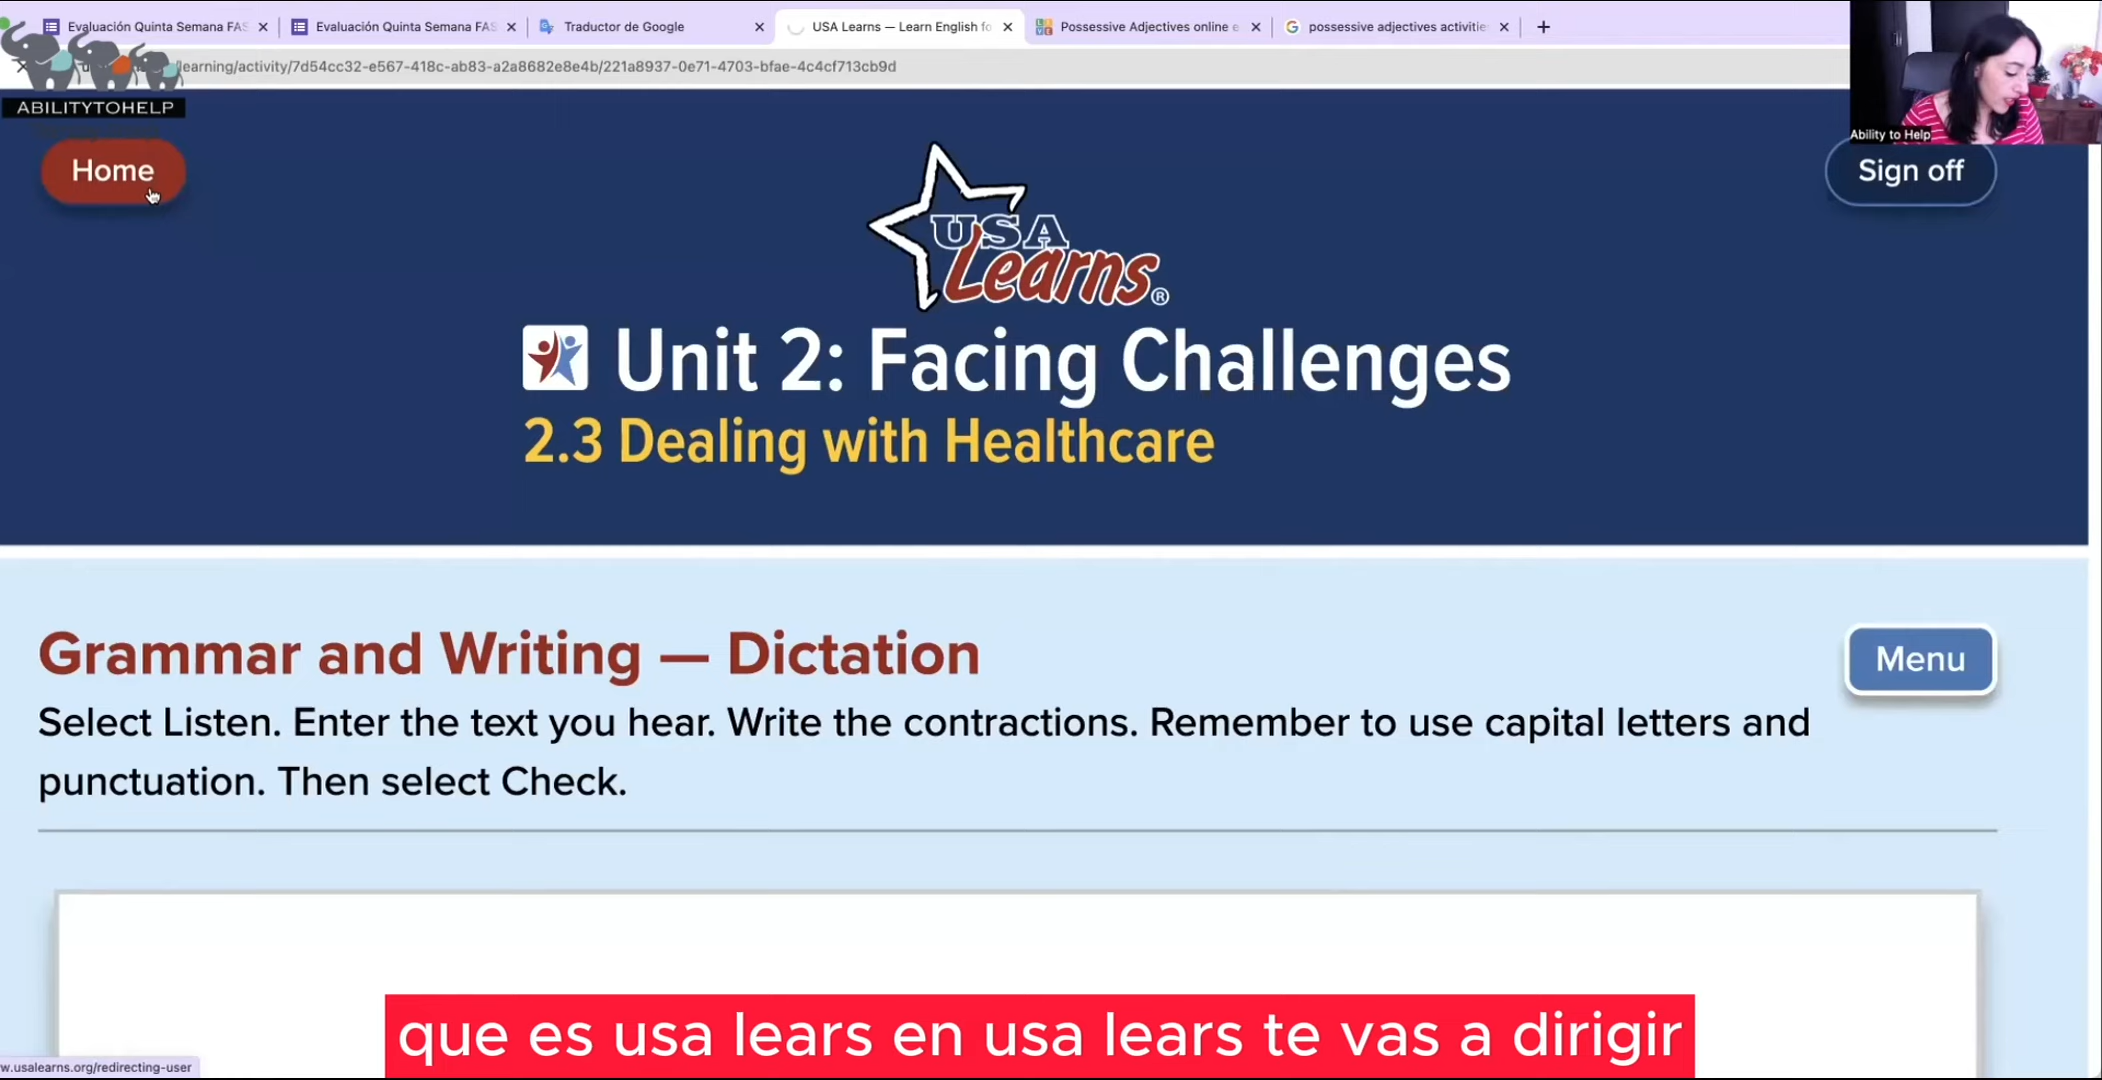 Evaluación Quinta Semana FAS
Evaluación Quinta Semana FAS
Traductor de Google
USA Learns — Learn English fo
Possessive Adjectives online e
possessive adjectives activitie
/learning/activity/7d54cc32-e567-418c-ab83-a2a8682e8e4b/221a8937-0e71-4703-bfae-4c4cf713cb9d
ABILITYTOHELP
Ability to Help
Home
Sign off
USA
Learns®
Unit 2: Facing Challenges
2.3 Dealing with Healthcare
Grammar and Writing — Dictation
Menu
Select Listen. Enter the text you hear. Write the contractions. Remember to use capital letters and
punctuation. Then select Check.
que es usa lears en usa lears te vas a dirigir
w.usalearns.org/redirecting-user